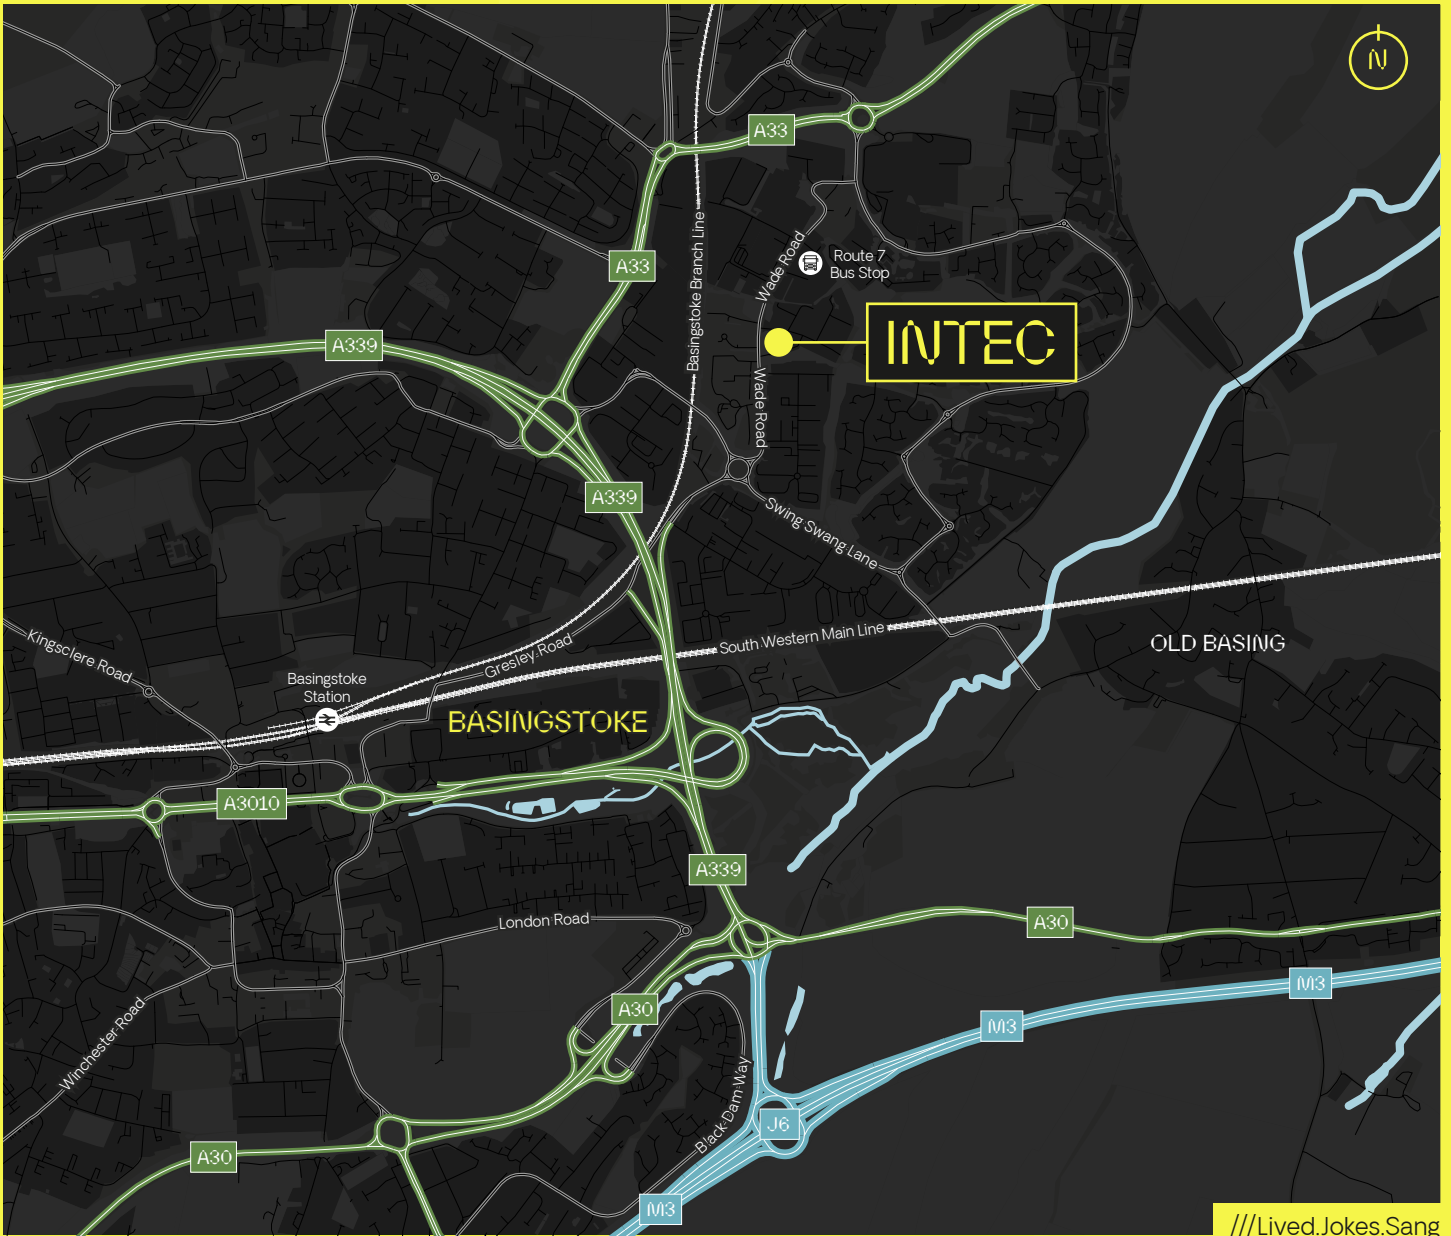 N
A33
Basingstoke Branch Line
Wade Road
Route 7
Bus Stop
A33
INTEC
A339
Wade Road
A339
Swing Swang Lane
Kingsclere Road
Gresley Road
South Western Main Line
OLD BASING
Basingstoke
Station
BASINGSTOKE
A3010
A339
London Road
A30
M3
A30
M3
Winchester Road
Black Dam Way
J6
A30
M3
///Lived.Jokes.Sang